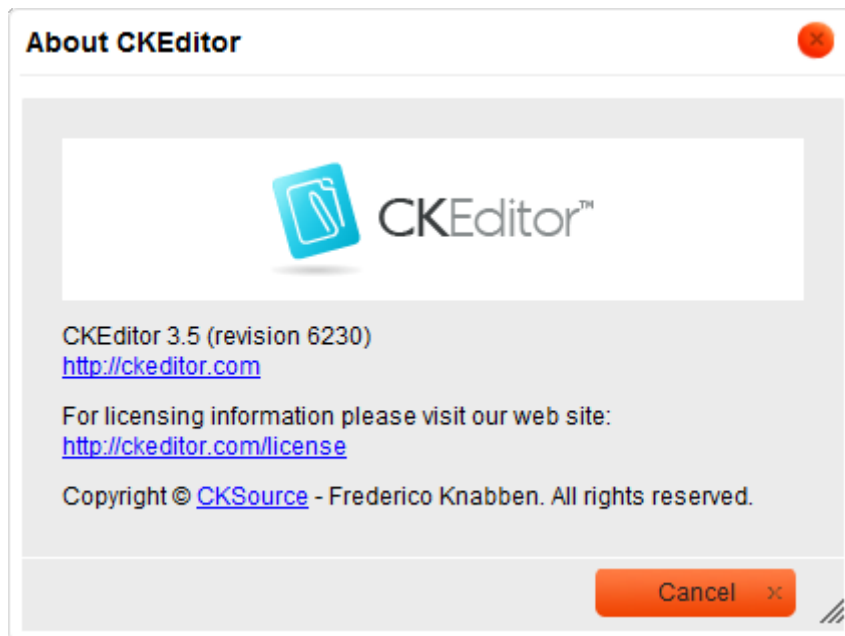 About CKEditor
CKEditor™
CKEditor 3.5 (revision 6230)
http://ckeditor.com
For licensing information please visit our web site:
http://ckeditor.com/license
Copyright © CKSource - Frederico Knabben. All rights reserved.
Cancel